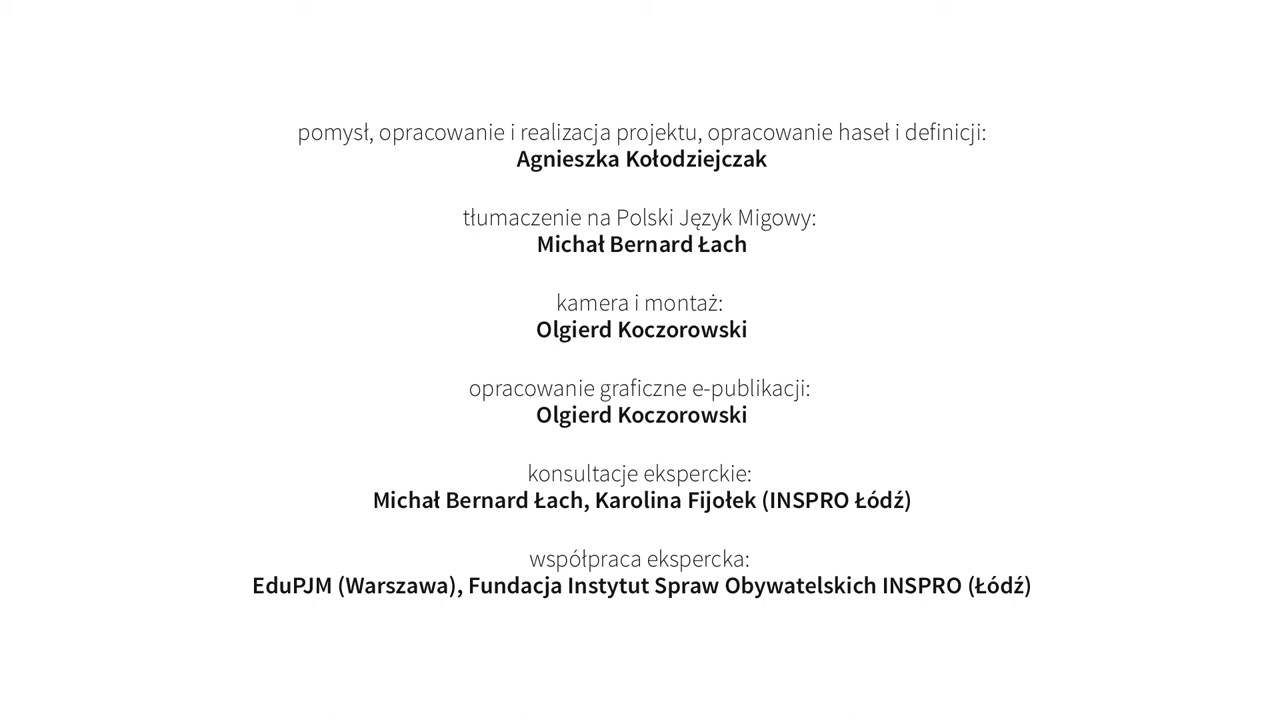 pomysł, opracowanie i realizacja projektu, opracowanie haseł i definicji:
Agnieszka Kołodziejczak
tłumaczenie na Polski Język Migowy:
Michał Bernard Łach
kamera i montaż:
Olgierd Koczorowski
opracowanie graficzne e-publikacji:
Olgierd Koczorowski
konsultacje eksperckie:
Michał Bernard Łach, Karolina Fijołek (INSPRO Łódź)
współpraca ekspercka:
EduPJM (Warszawa), Fundacja Instytut Spraw Obywatelskich INSPRO (Łódź)